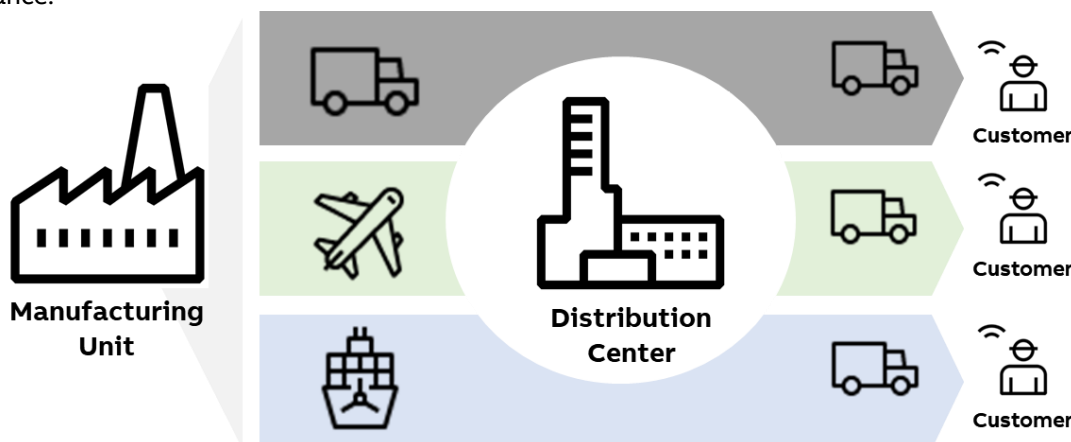 Customer
Customer
Manufacturing
Unit
Distribution
Center
Customer